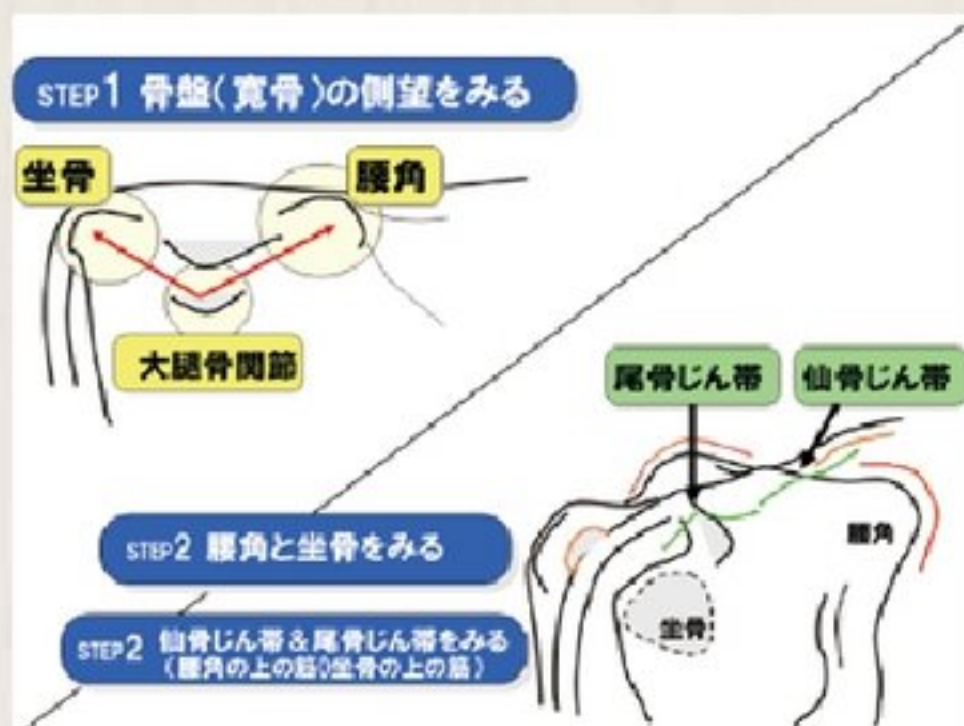 STEP1 骨盤(寛骨)の側望をみる
坐骨
腰角
大腿骨関節
尾骨じん帯
仙骨じん帯
腰角
坐骨
STEP2 腰角と坐骨をみる
STEP2 仙骨じん帯&尾骨じん帯をみる
(腰角の上の筋&坐骨の上の筋)